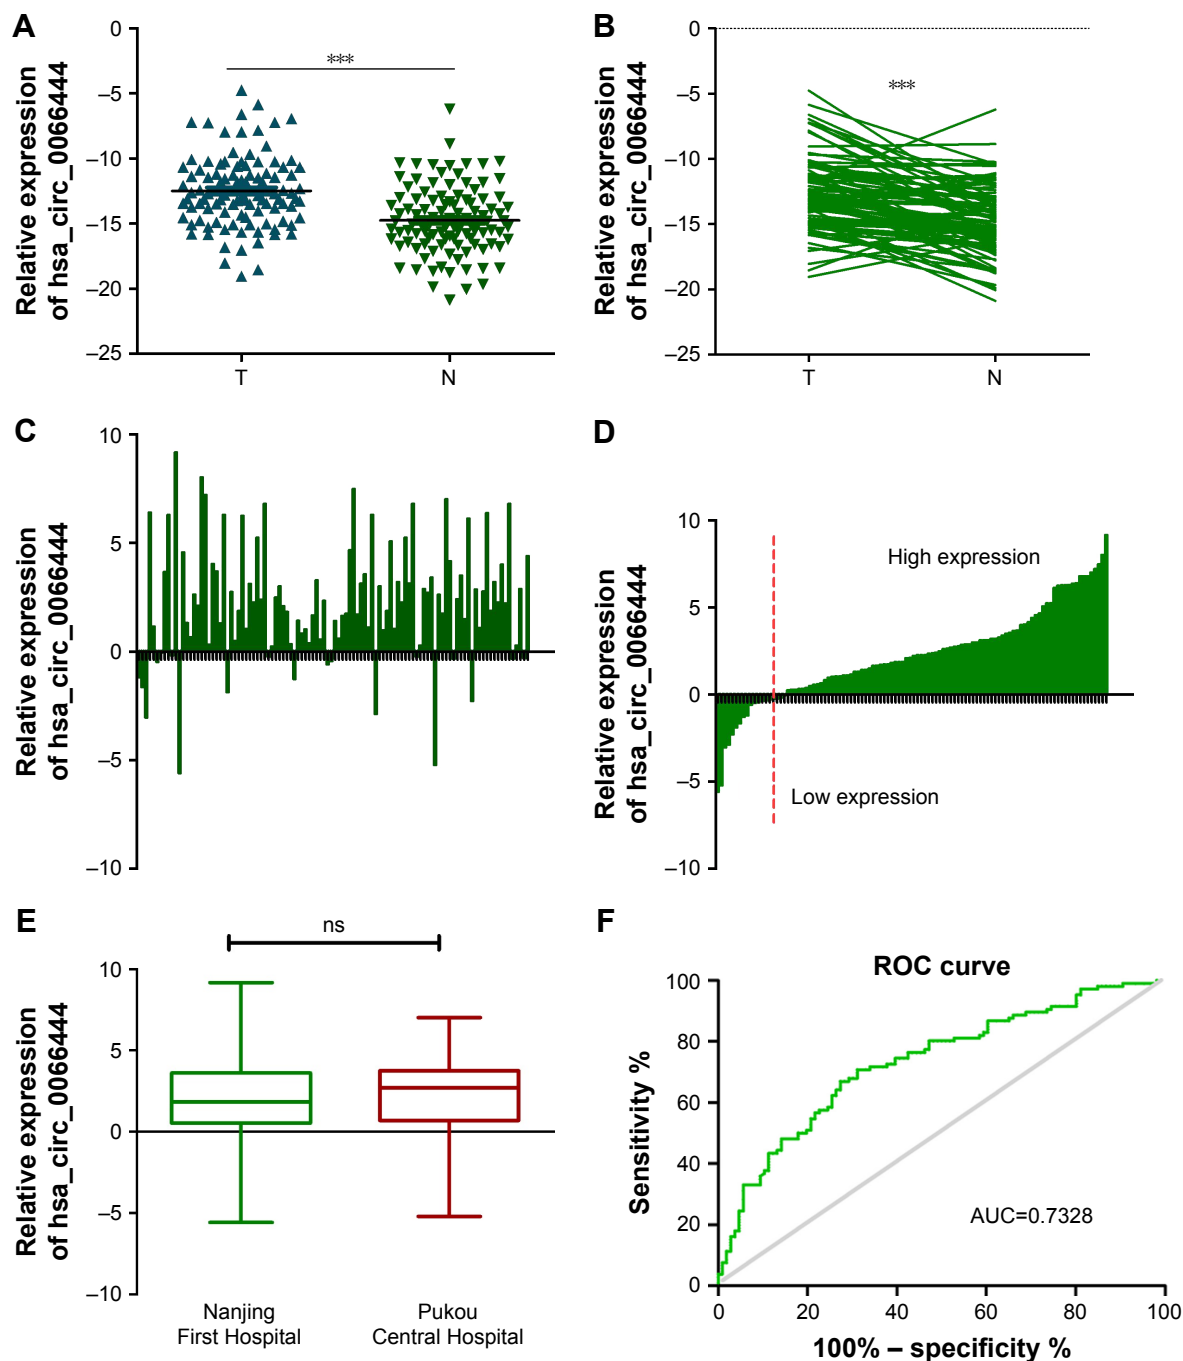 A
Relative expression
of hsa_circ_0066444
0
–5
–10
–15
–20
–25
***
T
N
B
Relative expression
of hsa_circ_0066444
0
–5
–10
–15
–20
–25
***
T
N
C
Relative expression
of hsa_circ_0066444
10
5
0
–5
–10
D
Relative expression
of hsa_circ_0066444
10
5
0
–5
–10
High expression
Low expression
E
Relative expression
of hsa_circ_0066444
10
5
0
–5
–10
ns
Nanjing
First Hospital
Pukou
Central Hospital
F
ROC curve
Sensitivity %
100
80
60
40
20
0
AUC=0.7328
0
20
40
60
80
100
100% – specificity %